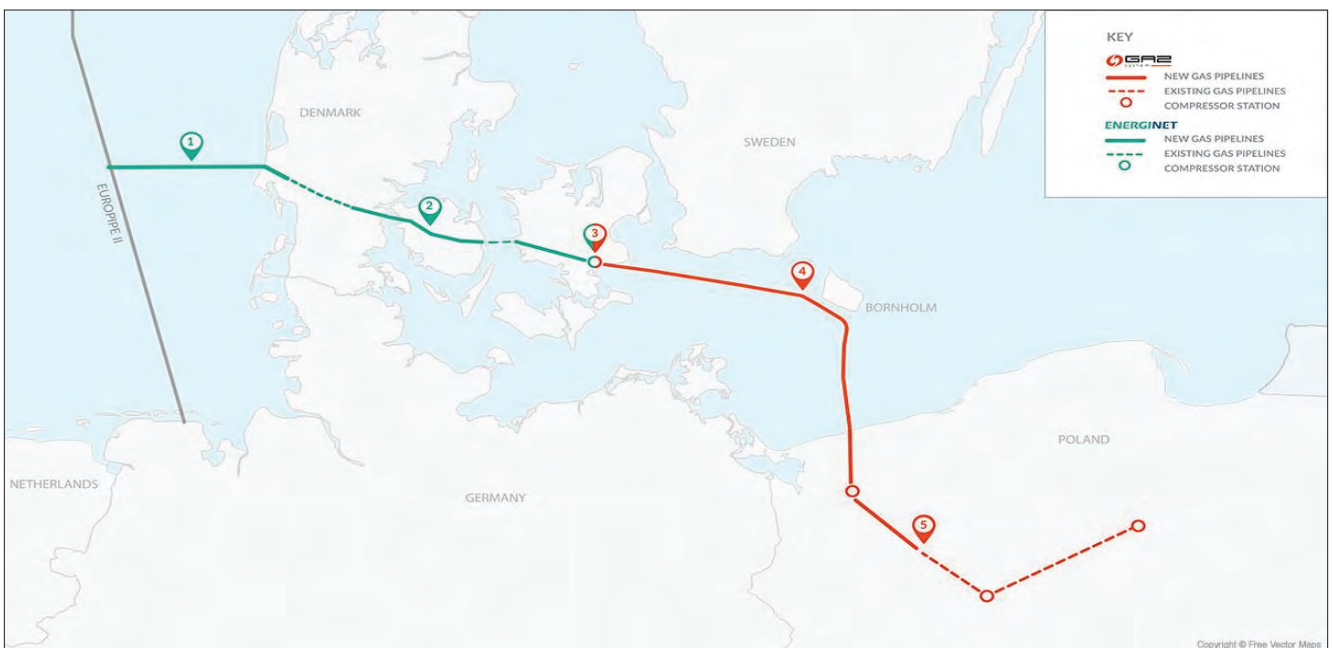 KEY
GAZ
SYSTEM
NEW GAS PIPELINES
EXISTING GAS PIPELINES
COMPRESSOR STATION
ENERGINET
NEW GAS PIPELINES
EXISTING GAS PIPELINES
COMPRESSOR STATION
DENMARK
SWEDEN
1
2
3
4
EUROPIPE II
BORNHOLM
POLAND
NETHERLANDS
GERMANY
5
Copyright © Free Vector Maps